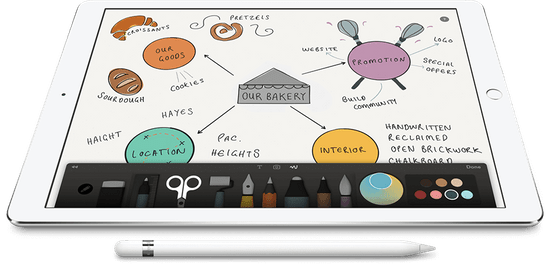 CROISSANTS
PRETZELS
OUR
GOODS
Cookies
SOURDOUGH
WEBSITE
PROMOTION
LOGO
SPECIAL
OFFERS
BUILD
COMMUNITY
OUR BAKERY
HAYES
HAIGHT
PAC.
HEIGHTS
LOCATION
INTERIOR
HANDWRITTEN
RECLAIMED
OPEN BRICKWORK
CHALKBOARD
Done